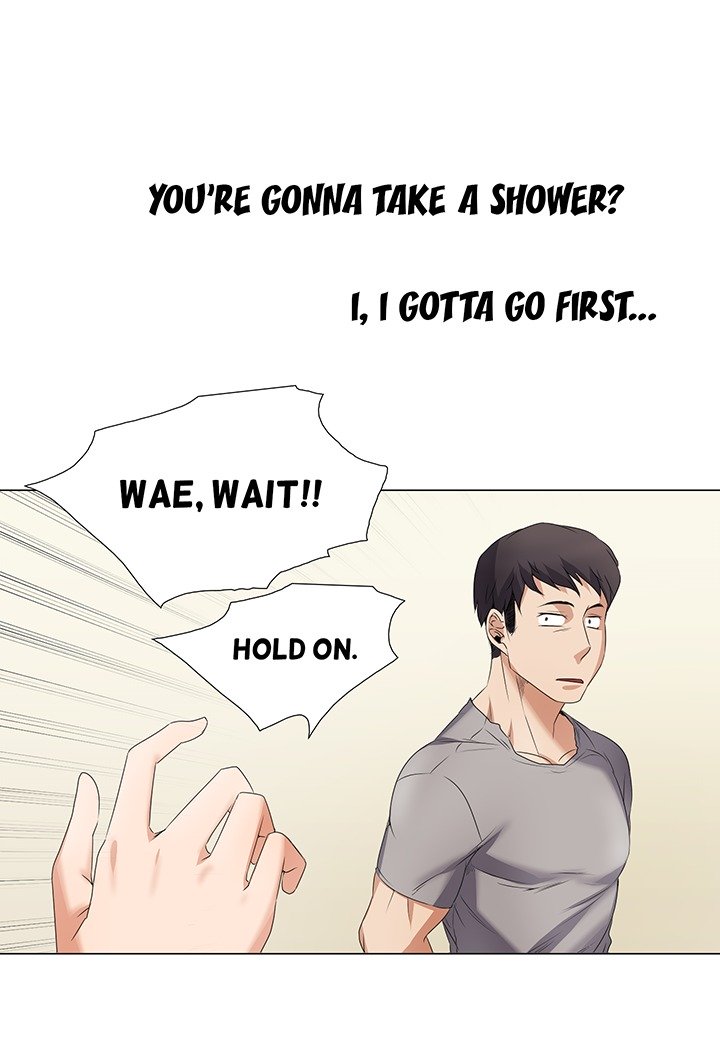 YOU'RE GONNA TAKE A SHOWER?
I, I GOTTA GO FIRST...
WAE, WAIT!!
HOLD ON.